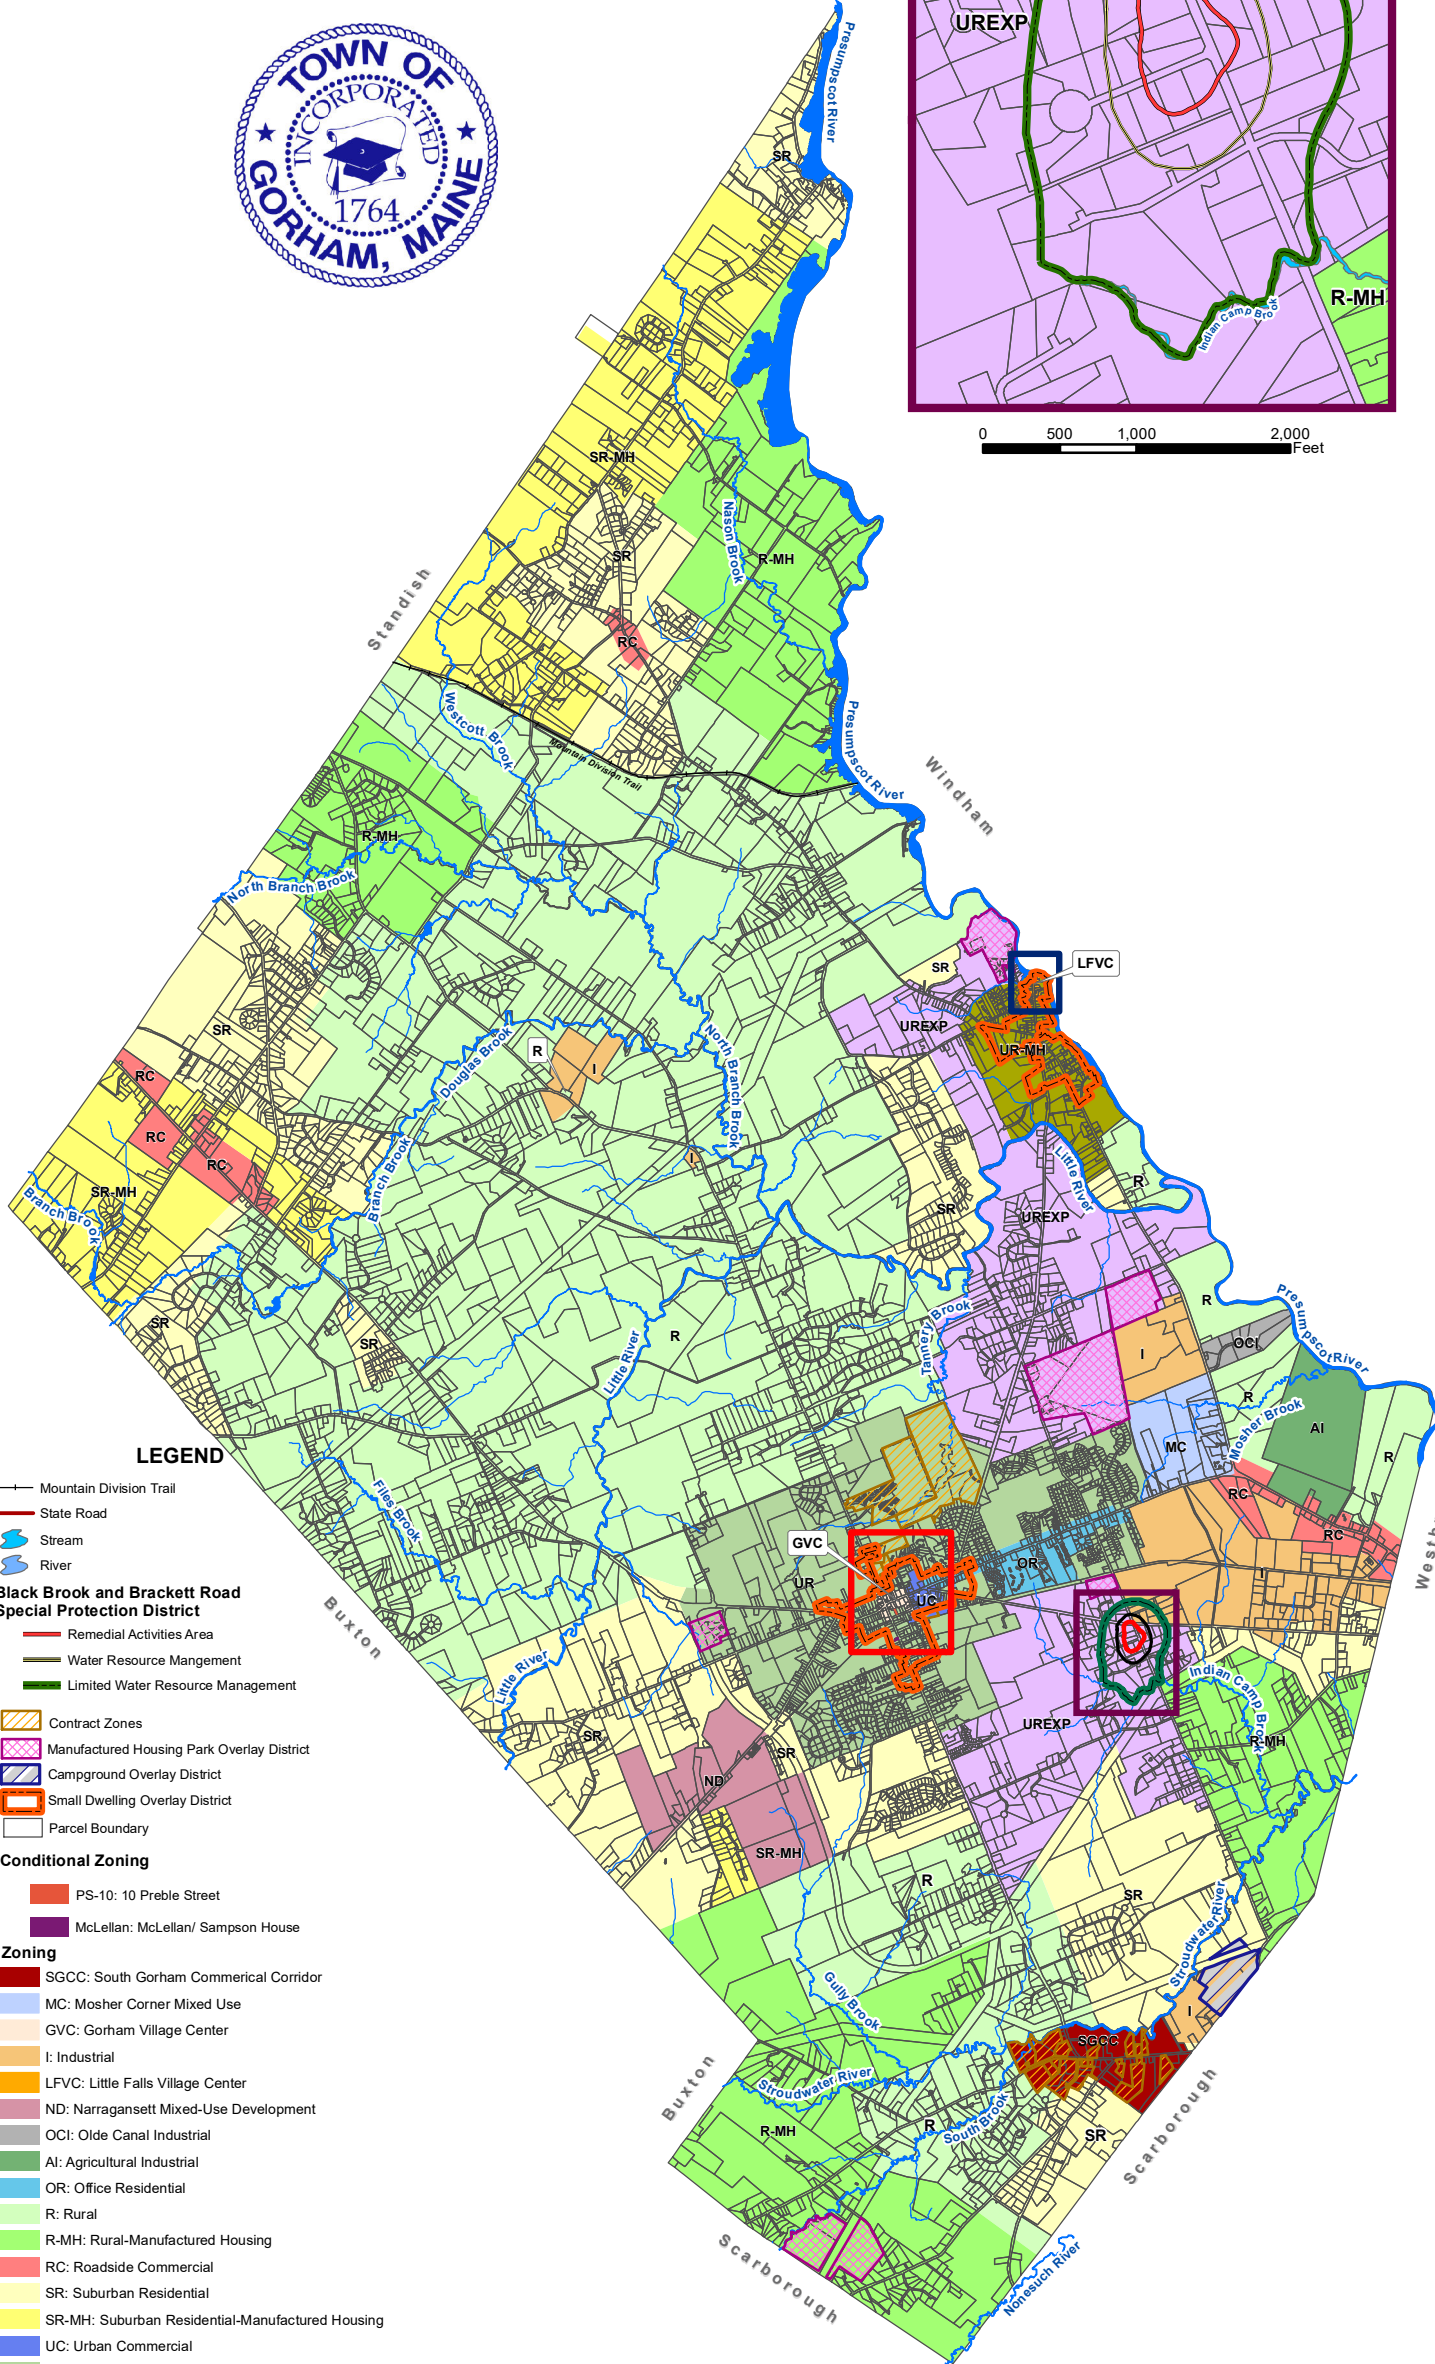 TOWN OF
INCORPORATED
1764
GORHAM, MAINE
UREXP
R-MH
Indian Camp Brook
0 500 1,000 2,000
Feet
Presumpscot River
SR
SR-MH
Nason Brook
SR
R-MH
Standish
RC
Westcott Brook
Mountain Division Trail
Presumpscot River
Windham
R-MH
North Branch Brook
SR
LFVC
UREXP
SR
R
I
Douglas Brook
North Branch Brook
UR-MH
RC
RC
RC
SR-MH
Branch Brook
Branch Brook
I
Little River
R
SR
UREXP
SR
SR
R
Little River
Tannery Brook
R
Presumpscot River
OCI
I
R
Mosher Brook
AI
R
MC
RC
RC
Files Brook
GVC
UR
UC
OR
I
Buxton
Little River
SR
ND
SR
SR-MH
UREXP
Indian Camp Brook
R-MH
R
SR
Stroudwater River
Gully Brook
I
SGCC
Buxton
Stroudwater River
R-MH
R
South Brook
SR
Scarborough
Scarborough
Nonesuch River
LEGEND
Mountain Division Trail
State Road
Stream
River
Black Brook and Brackett Road
Special Protection District
Remedial Activities Area
Water Resource Mangement
Limited Water Resource Management
Contract Zones
Manufactured Housing Park Overlay District
Campground Overlay District
Small Dwelling Overlay District
Parcel Boundary
Conditional Zoning
PS-10: 10 Preble Street
McLellan: McLellan/ Sampson House
Zoning
SGCC: South Gorham Commerical Corridor
MC: Mosher Corner Mixed Use
GVC: Gorham Village Center
I: Industrial
LFVC: Little Falls Village Center
ND: Narragansett Mixed-Use Development
OCI: Olde Canal Industrial
AI: Agricultural Industrial
OR: Office Residential
R: Rural
R-MH: Rural-Manufactured Housing
RC: Roadside Commercial
SR: Suburban Residential
SR-MH: Suburban Residential-Manufactured Housing
UC: Urban Commercial